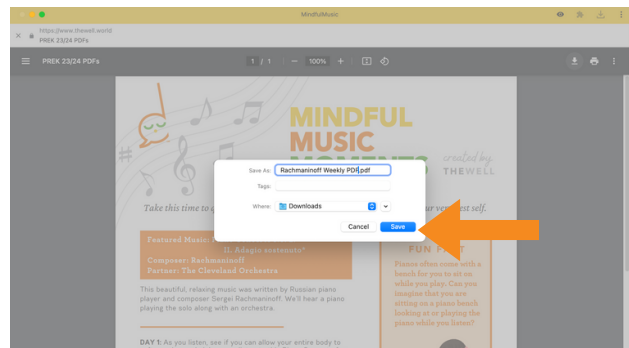 MindfulMusic
https://www.thewell.world
PREK 23/24 PDFs
PREK 23/24 PDFs
1 / 1
100%
MINDFUL
MUSIC
MOMENTS
created by
THEWELL
Save As: Rachmaninoff Weekly PDF.pdf
Tags:
Where: Downloads
Cancel Save
Take this time to
ur very best self.
Featured Music:
II. Adagio sostenuto*
Composer: Rachmaninoff
Partner: The Cleveland Orchestra
This beautiful, relaxing music was written by Russian piano
player and composer Sergei Rachmaninoff. We'll hear a piano
playing the solo along with an orchestra.
DAY 1: As you listen, see if you can allow your entire body to
FUN F
Pianos often come with a
bench for you to sit on
while you play. Can you
imagine that you are
sitting on a piano bench
looking at or playing the
piano while you listen?